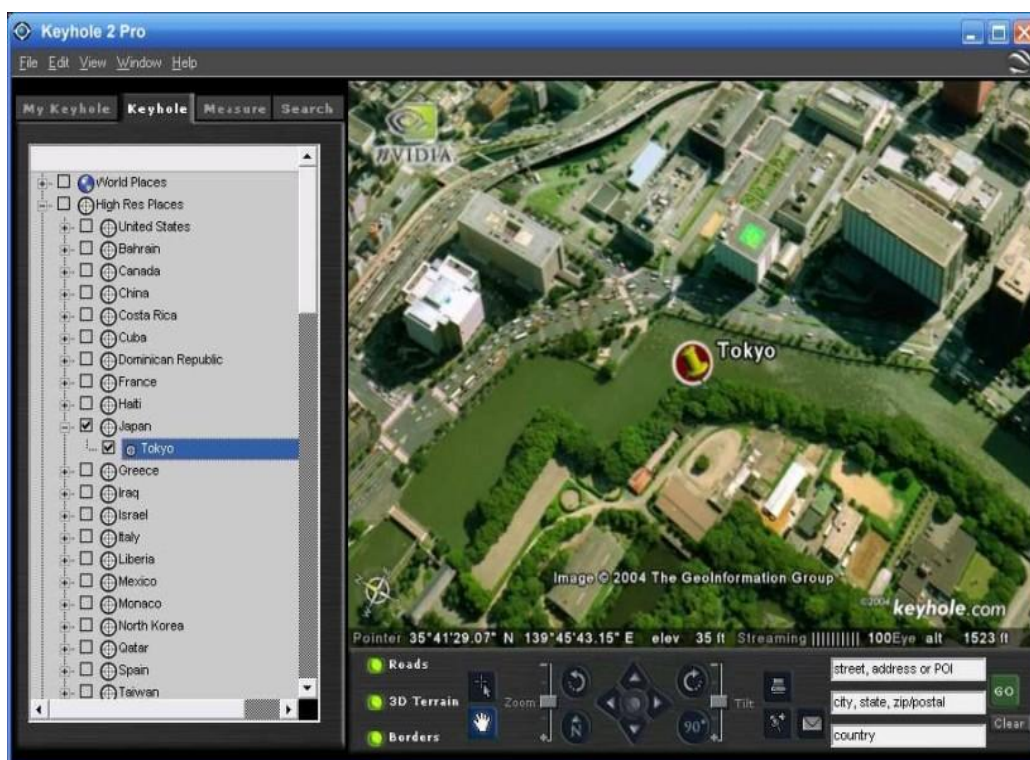 Keyhole 2 Pro
File Edit View Window Help
My Keyhole Keyhole Measure Search
World Places
High Res Places
United States
Bahrain
Canada
China
Costa Rica
Cuba
Dominican Republic
France
Haiti
Japan
Tokyo
Greece
Iraq
Israel
Italy
Liberia
Mexico
Monaco
North Korea
Qatar
Spain
Taiwan
nVIDIA
Tokyo
Image © 2004 The GeoInformation Group
©2004 keyhole.com
Pointer 35°41'29.07" N 139°45'43.15" E elev 35 ft Streaming |||||||||| 100 Eye alt 1523 ft
Roads
3D Terrain
Borders
Zoom
N
90°
Tilt
street, address or POI
city, state, zip/postal
country
GO
Clear